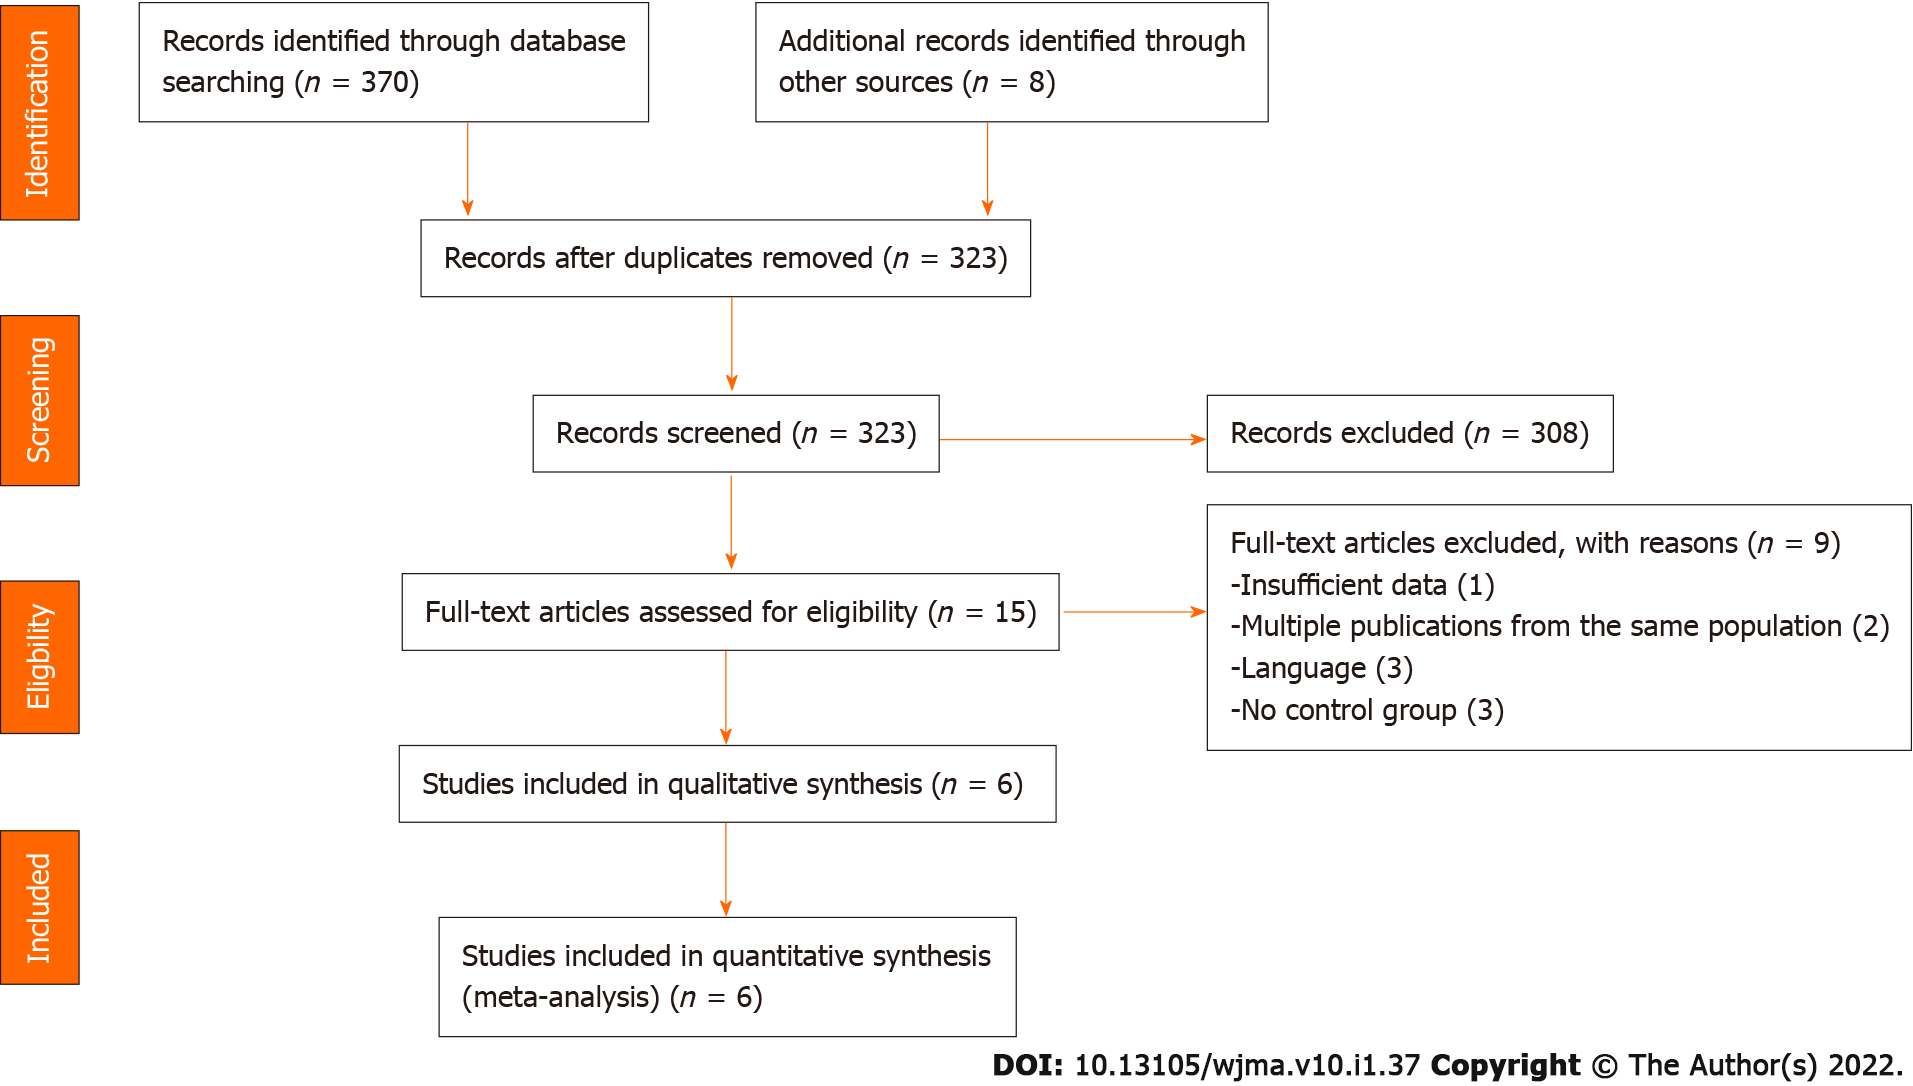 Identification
Records identified through database
searching (n = 370)
Additional records identified through
other sources (n = 8)
Records after duplicates removed (n = 323)
Screening
Records screened (n = 323)
Records excluded (n = 308)
Eligbility
Full-text articles assessed for eligibility (n = 15)
Full-text articles excluded, with reasons (n = 9)
-Insufficient data (1)
-Multiple publications from the same population (2)
-Language (3)
-No control group (3)
Studies included in qualitative synthesis (n = 6)
Included
Studies included in quantitative synthesis
(meta-analysis) (n = 6)
DOI: 10.13105/wjma.v10.i1.37 Copyright © The Author(s) 2022.